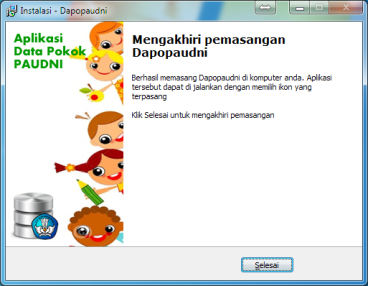 Instalasi - Dapopaudni
Aplikasi
Data Pokok
PAUDNI
Mengakhiri pemasangan
Dapopaudni
Berhasil memasang Dapopaudni di komputer anda. Aplikasi
tersebut dapat di jalankan dengan memilih ikon yang
terpasang
Klik Selesai untuk mengakhiri pemasangan
Selesai